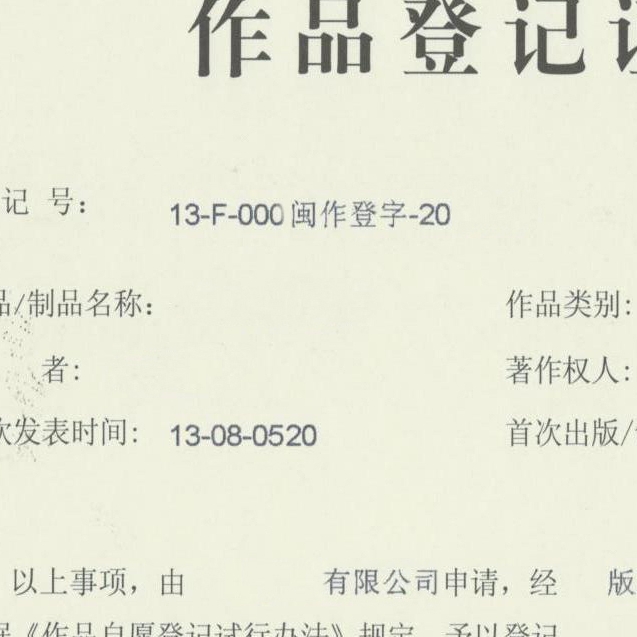 作品登记
记 号： 13-F-000闽作登字-20
品/制品名称： 作品类别：
者： 著作权人：
次发表时间： 13-08-0520 首次出版/
以上事项，由 有限公司申请，经 版
《作品自愿登记试行办法》规定，予以登记